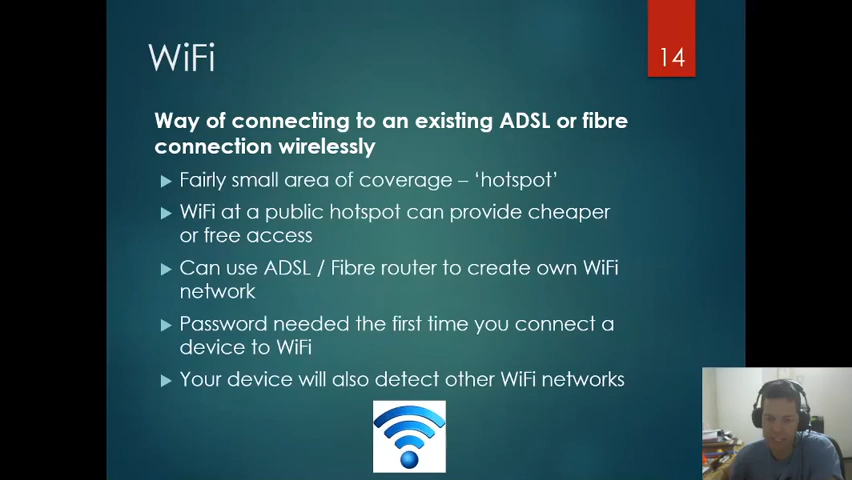 WiFi
14
Way of connecting to an existing ADSL or fibre
connection wirelessly
Fairly small area of coverage – ‘hotspot’
WiFi at a public hotspot can provide cheaper
or free access
Can use ADSL / Fibre router to create own WiFi
network
Password needed the first time you connect a
device to WiFi
Your device will also detect other WiFi networks